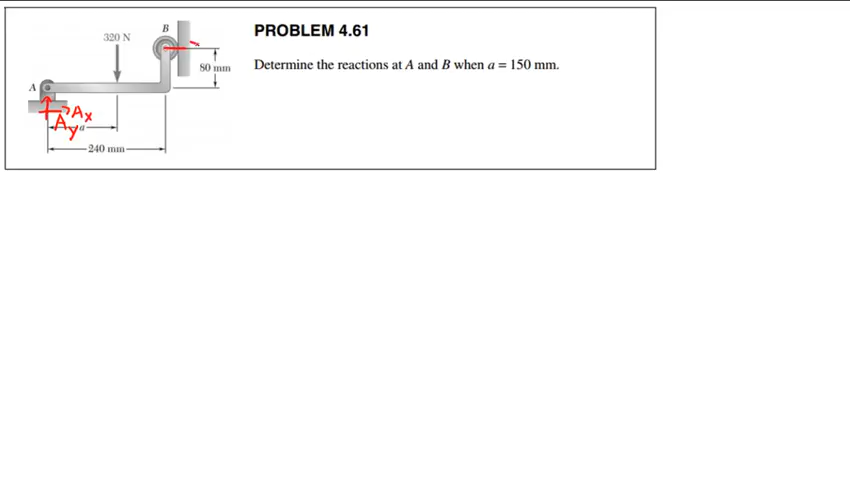 PROBLEM 4.61
Determine the reactions at A and B when a = 150 mm.
B
320 N
80 mm
A
Ax
Ay
a
240 mm